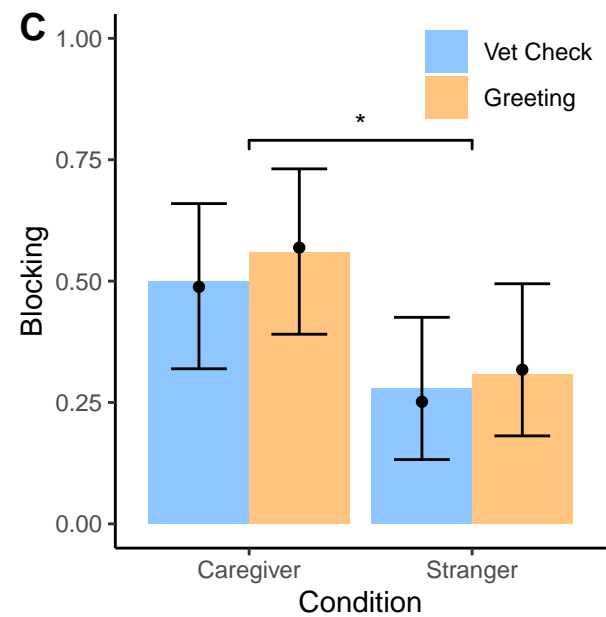 C
1.00
0.75
0.50
0.25
0.00
Blocking
*
Vet Check
Greeting
Caregiver
Stranger
Condition